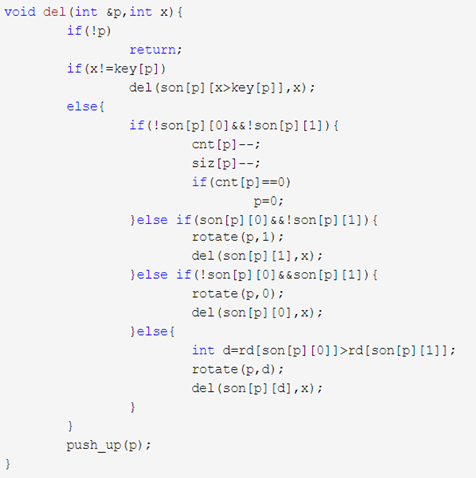 void del(int &p,int x){
        if(!p)
                return;
        if(x!=key[p])
                del(son[p][x>key[p]],x);
        else{
                if(!son[p][0]&&!son[p][1]){
                        cnt[p]--;
                        siz[p]--;
                        if(cnt[p]==0)
                                p=0;
                }else if(son[p][0]&&!son[p][1]){
                        rotate(p,1);
                        del(son[p][1],x);
                }else if(!son[p][0]&&son[p][1]){
                        rotate(p,0);
                        del(son[p][0],x);
                }else{
                        int d=rd[son[p][0]]>rd[son[p][1]];
                        rotate(p,d);
                        del(son[p][d],x);
                }
        }
        push_up(p);
}